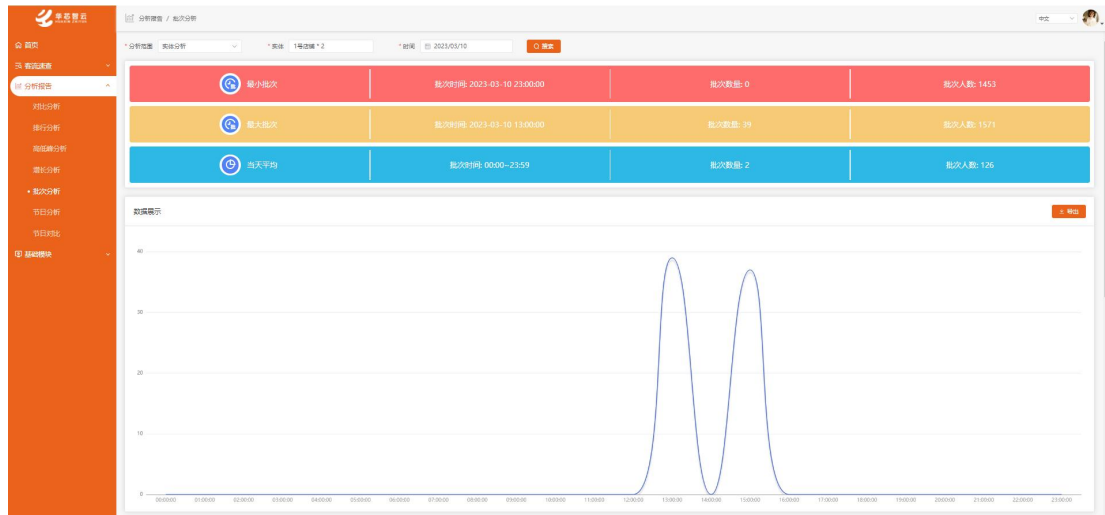 羣芯智云
分析报告 / 批次分析
中文
首页
客流速查
分析报告
对比分析
排行分析
高低峰分析
增长分析
• 批次分析
节日分析
节日对比
基础模块
* 分析范围 实体分析 * 实体 1号店铺 * 2 * 时间 2023/03/10 搜索
最小批次 批次时间: 2023-03-10 23:00:00 批次数量: 0 批次人数: 1453
最大批次 批次时间: 2023-03-10 13:00:00 批次数量: 39 批次人数: 1571
当天平均 批次时间: 00:00~23:59 批次数量: 2 批次人数: 126
数据展示 导出
40
30
20
10
0
00:00:00 01:00:00 02:00:00 03:00:00 04:00:00 05:00:00 06:00:00 07:00:00 08:00:00 09:00:00 10:00:00 11:00:00 12:00:00 13:00:00 14:00:00 15:00:00 16:00:00 17:00:00 18:00:00 19:00:00 20:00:00 21:00:00 22:00:00 23:00:00